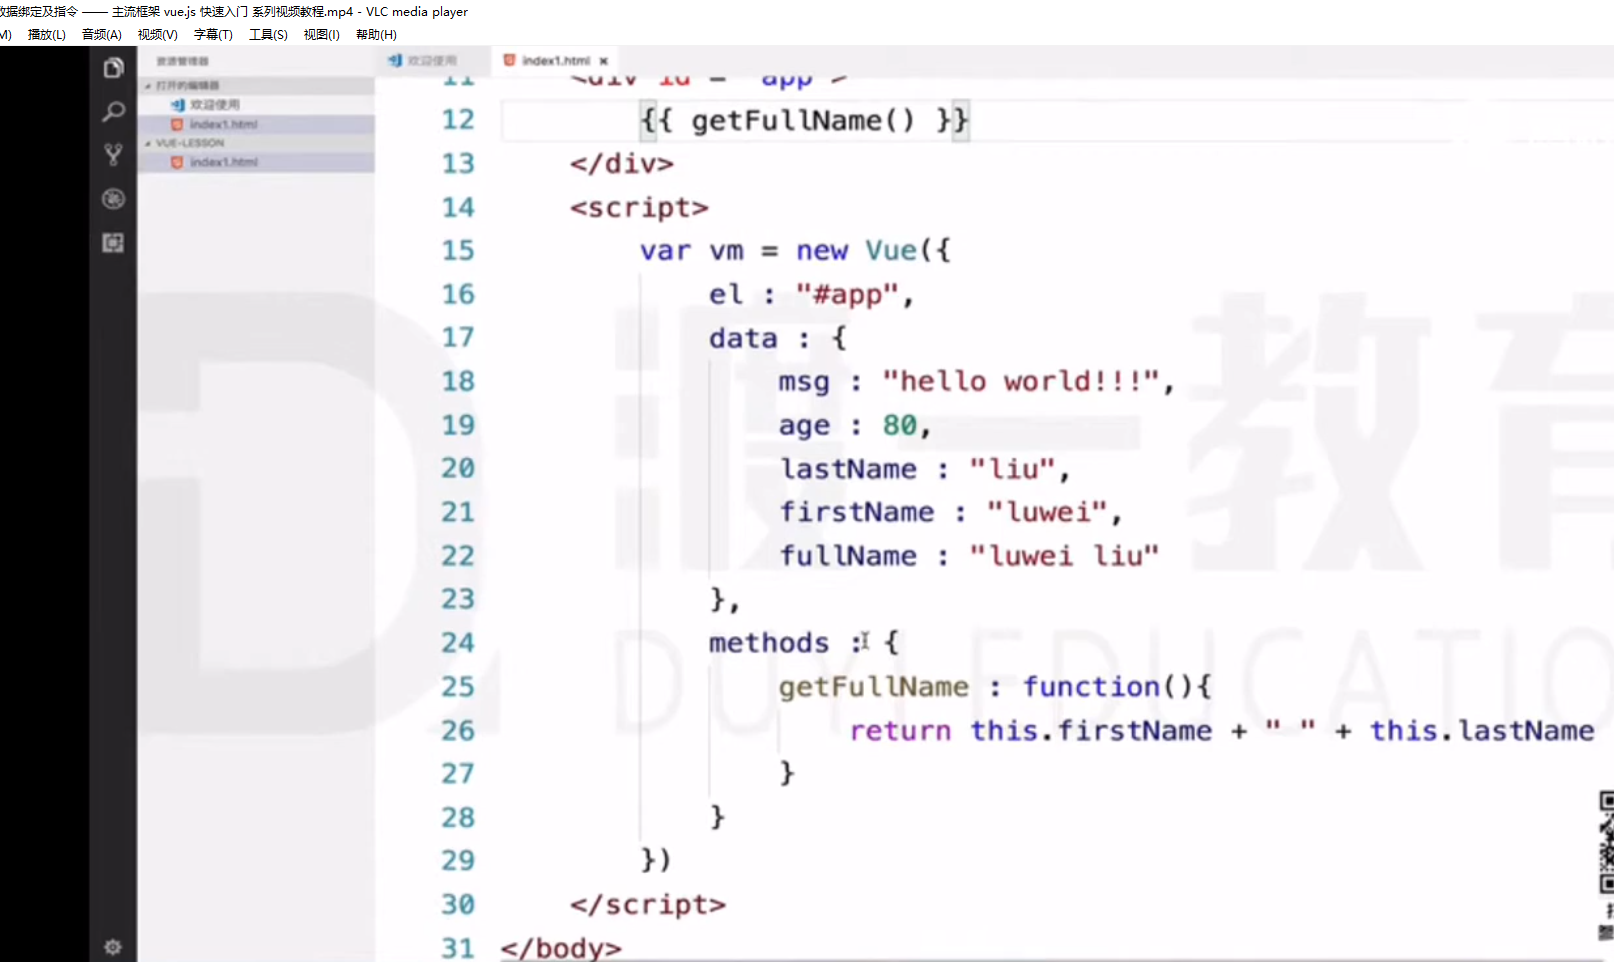 数据绑定及指令 —— 主流框架 vue.js 快速入门 系列视频教程.mp4 - VLC media player
M) 播放(L) 音频(A) 视频(V) 字幕(T) 工具(S) 视图(I) 帮助(H)
资源管理器 欢迎使用 index1.html ×
打开的编辑器
欢迎使用
index1.html
VUE-LESSON
index1.html
11 <div id = "app">
12 {{ getFullName() }}
13 </div>
14 <script>
15 var vm = new Vue({
16 el : "#app",
17 data : {
18 msg : "hello world!!!",
19 age : 80,
20 lastName : "liu",
21 firstName : "luwei",
22 fullName : "luwei liu"
23 },
24 methods : {
25 getFullName : function(){
26 return this.firstName + " " + this.lastName
27 }
28 }
29 })
30 </script>
31 </body>
渡一教育
DUYI EDUCATIO